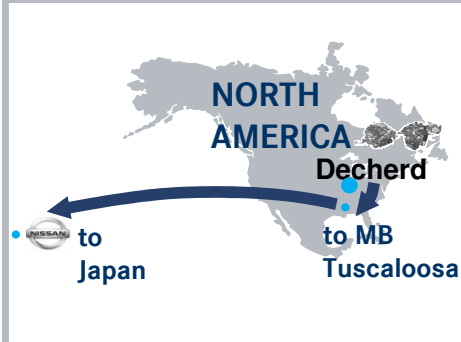 NORTH
AMERICA
Decherd
NISSAN
to
Japan
to MB
Tuscaloosa